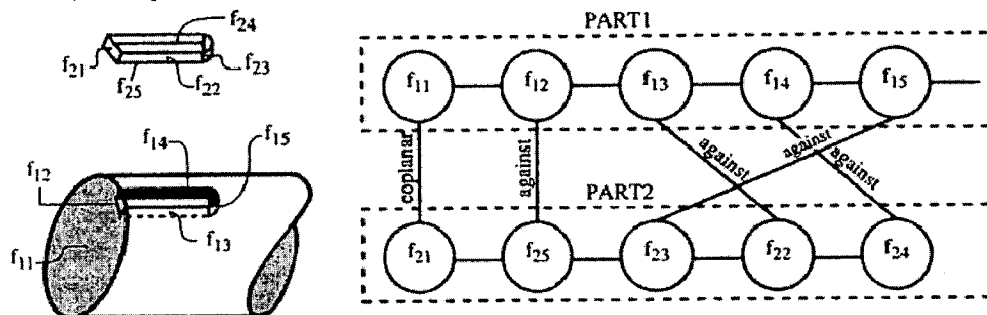 f24
f21
f23
f25
f22
f14
f15
f12
f13
f11
PART1
f11
f12
f13
f14
f15
coplanar
against
against
against
against
PART2
f21
f25
f23
f22
f24